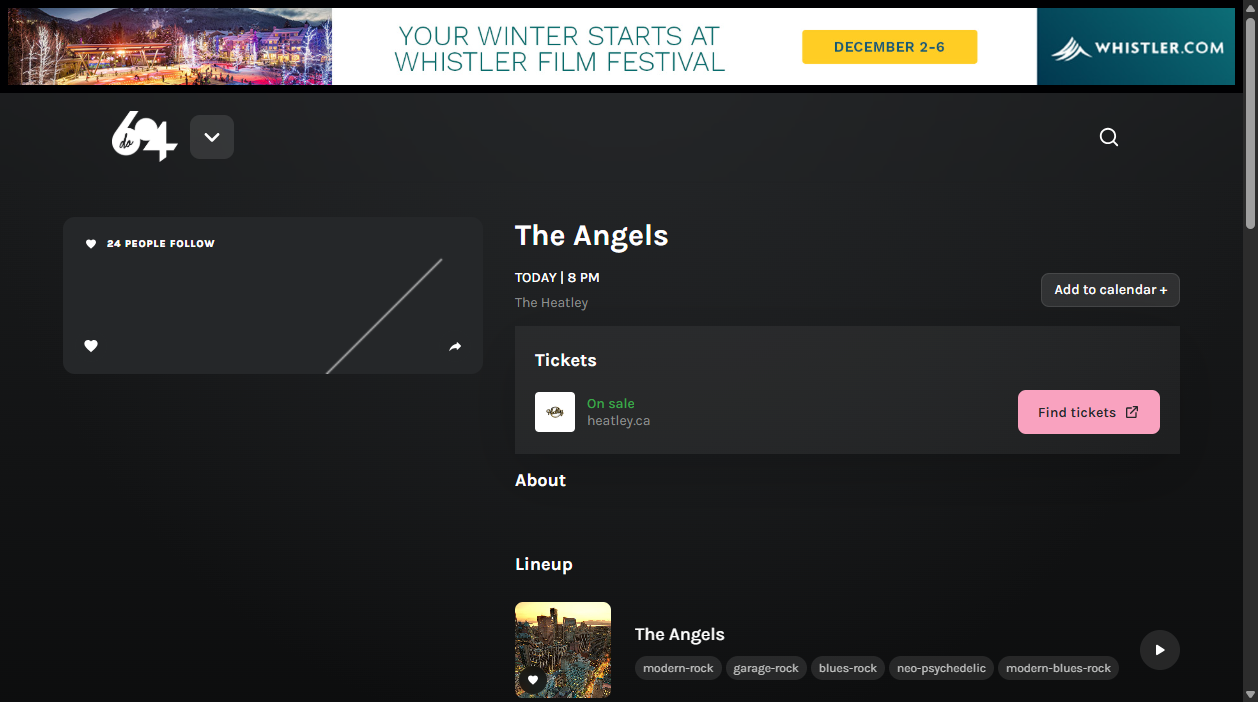 YOUR WINTER STARTS AT
WHISTLER FILM FESTIVAL
DECEMBER 2-6
WHISTLER.COM
do604
24 PEOPLE FOLLOW
The Angels
TODAY | 8 PM
The Heatley
Add to calendar +
Tickets
On sale
heatley.ca
Find tickets
About
Lineup
The Angels
modern-rock garage-rock blues-rock neo-psychedelic modern-blues-rock